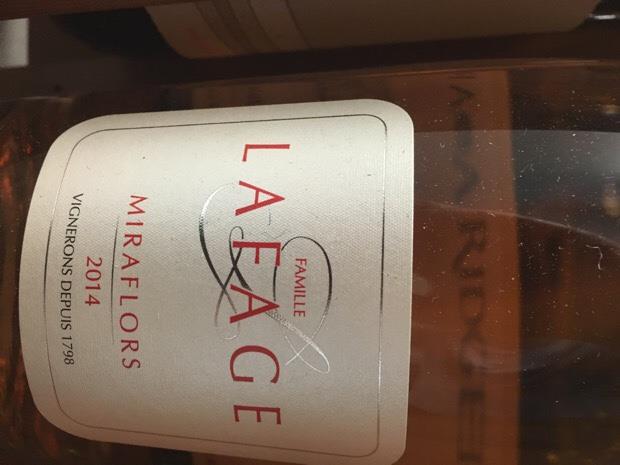 FAMILLE
LAFAGE
MIRAFLORS
2014
VIGNERONS DEPUIS 1798